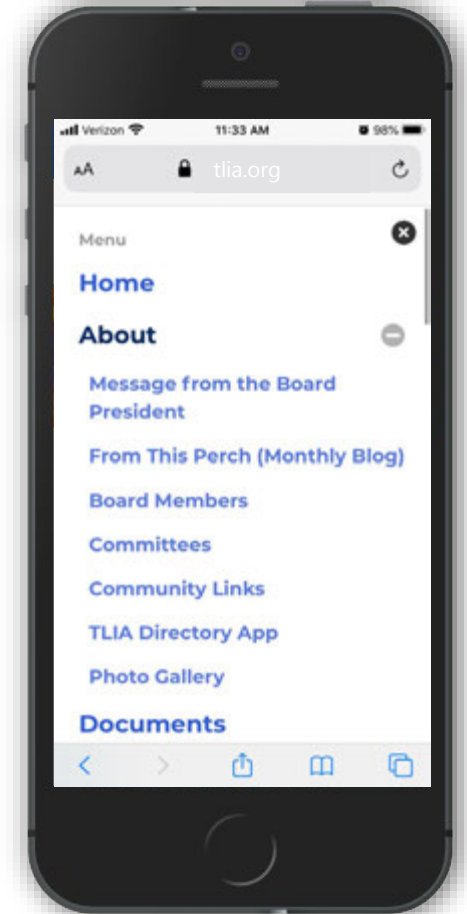 Verizon 11:33 AM 98%
AA tlia.org
Menu
Home
About
Message from the Board
President
From This Perch (Monthly Blog)
Board Members
Committees
Community Links
TLIA Directory App
Photo Gallery
Documents